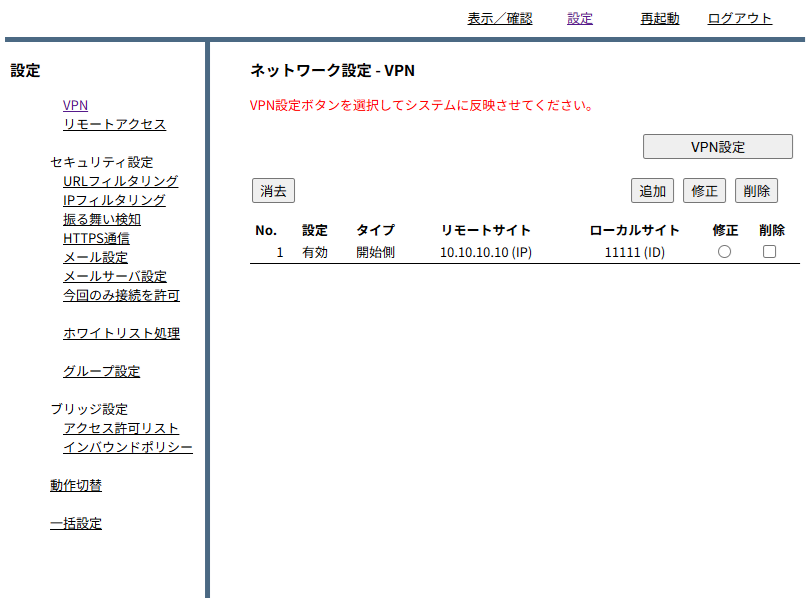 表示／確認 設定 再起動 ログアウト
設定
VPN
リモートアクセス
セキュリティ設定
URLフィルタリング
IPフィルタリング
振る舞い検知
HTTPS通信
メール設定
メールサーバ設定
今回のみ接続を許可
ホワイトリスト処理
グループ設定
ブリッジ設定
アクセス許可リスト
インバウンドポリシー
動作切替
一括設定
ネットワーク設定 - VPN
VPN設定ボタンを選択してシステムに反映させてください。
VPN設定
消去 追加 修正 削除
No. 設定 タイプ リモートサイト ローカルサイト 修正 削除
1 有効 開始側 10.10.10.10 (IP) 11111 (ID)